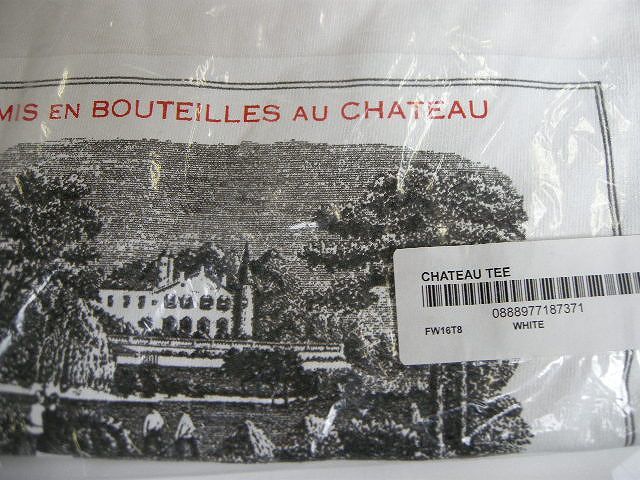 MIS EN BOUTEILLES AU CHATEAU
CHATEAU TEE
0888977187371
FW16T8 WHITE